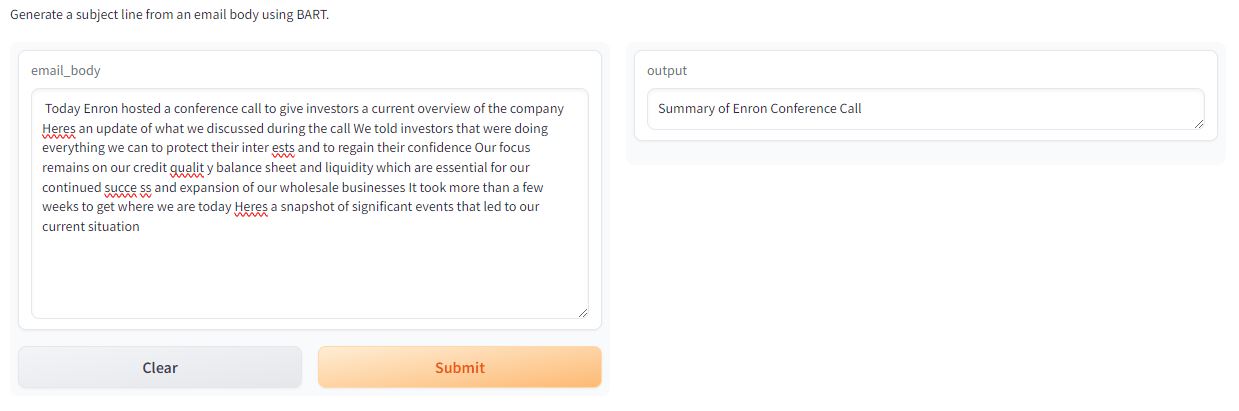 Generate a subject line from an email body using BART.
email_body
Today Enron hosted a conference call to give investors a current overview of the company
Heres an update of what we discussed during the call We told investors that were doing
everything we can to protect their inter ests and to regain their confidence Our focus
remains on our credit qualit y balance sheet and liquidity which are essential for our
continued succe ss and expansion of our wholesale businesses It took more than a few
weeks to get where we are today Heres a snapshot of significant events that led to our
current situation
Clear
Submit
output
Summary of Enron Conference Call